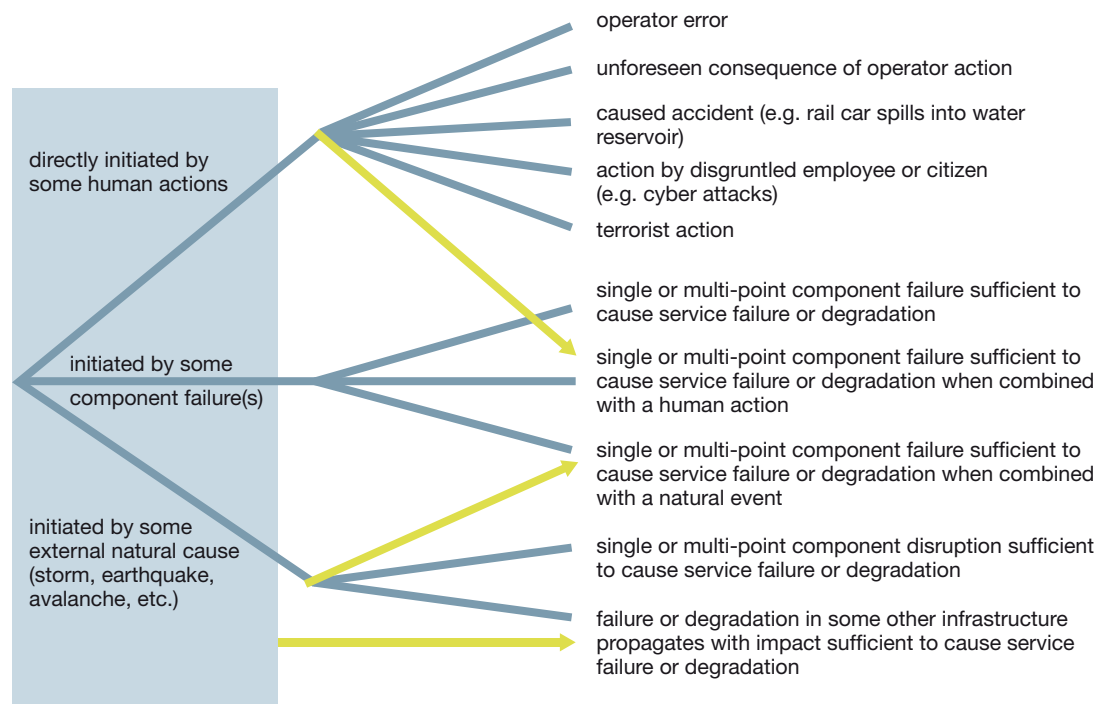 directly initiated by
some human actions
initiated by some
component failure(s)
initiated by some
external natural cause
(storm, earthquake,
avalanche, etc.)
operator error
unforeseen consequence of operator action
caused accident (e.g. rail car spills into water
reservoir)
action by disgruntled employee or citizen
(e.g. cyber attacks)
terrorist action
single or multi-point component failure sufficient to
cause service failure or degradation
single or multi-point component failure sufficient to
cause service failure or degradation when combined
with a human action
single or multi-point component failure sufficient to
cause service failure or degradation when combined
with a natural event
single or multi-point component disruption sufficient
to cause service failure or degradation
failure or degradation in some other infrastructure
propagates with impact sufficient to cause service
failure or degradation